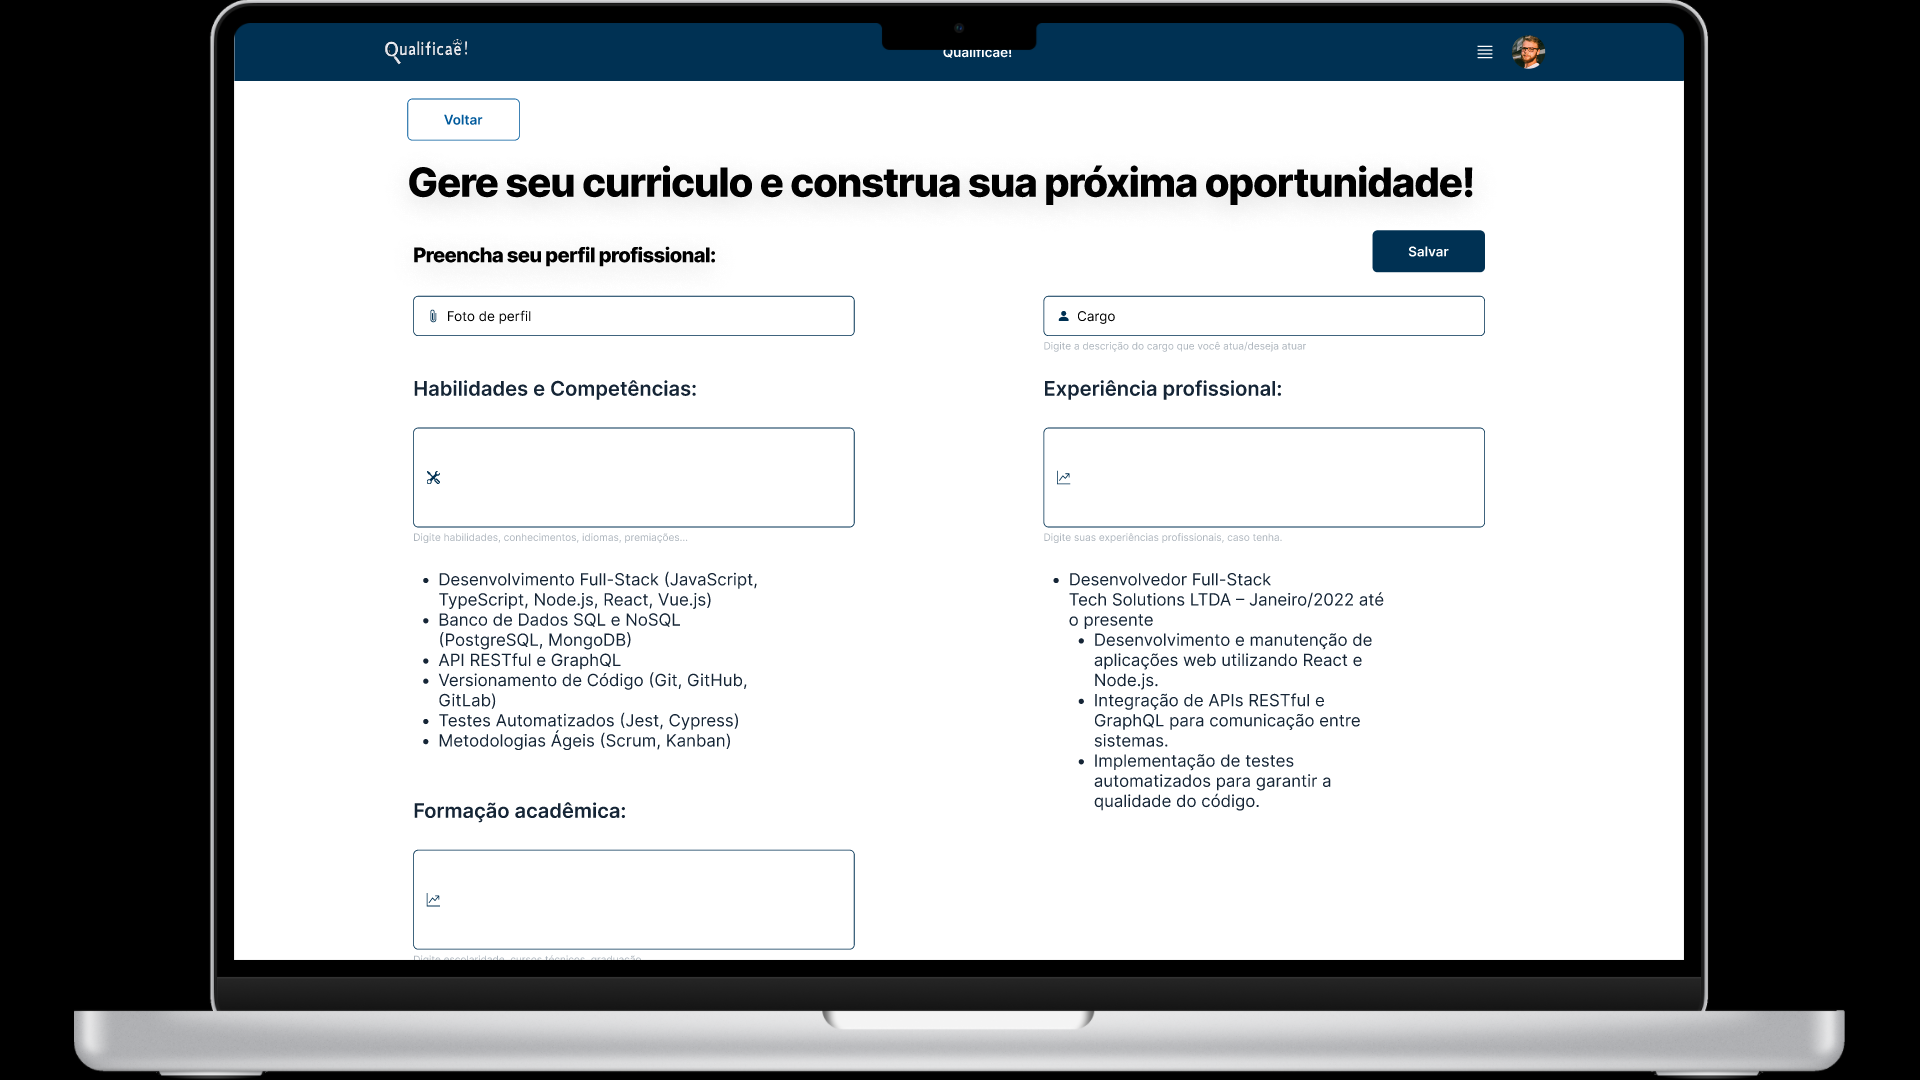 Qualificaê!
Qualificaê!
Voltar
Gere seu curriculo e construa sua próxima oportunidade!
Preencha seu perfil profissional:
Salvar
Foto de perfil
Cargo
Digite a descrição do cargo que você atua/deseja atuar
Habilidades e Competências:
Digite habilidades, conhecimentos, idiomas, premiações...
• Desenvolvimento Full-Stack (JavaScript,
TypeScript, Node.js, React, Vue.js)
• Banco de Dados SQL e NoSQL
(PostgreSQL, MongoDB)
• API RESTful e GraphQL
• Versionamento de Código (Git, GitHub,
GitLab)
• Testes Automatizados (Jest, Cypress)
• Metodologias Ágeis (Scrum, Kanban)
Experiência profissional:
Digite suas experiências profissionais, caso tenha.
• Desenvolvedor Full-Stack
Tech Solutions LTDA – Janeiro/2022 até
o presente
• Desenvolvimento e manutenção de
aplicações web utilizando React e
Node.js.
• Integração de APIs RESTful e
GraphQL para comunicação entre
sistemas.
• Implementação de testes
automatizados para garantir a
qualidade do código.
Formação acadêmica:
Digite escolaridade, cursos técnicos, graduação...